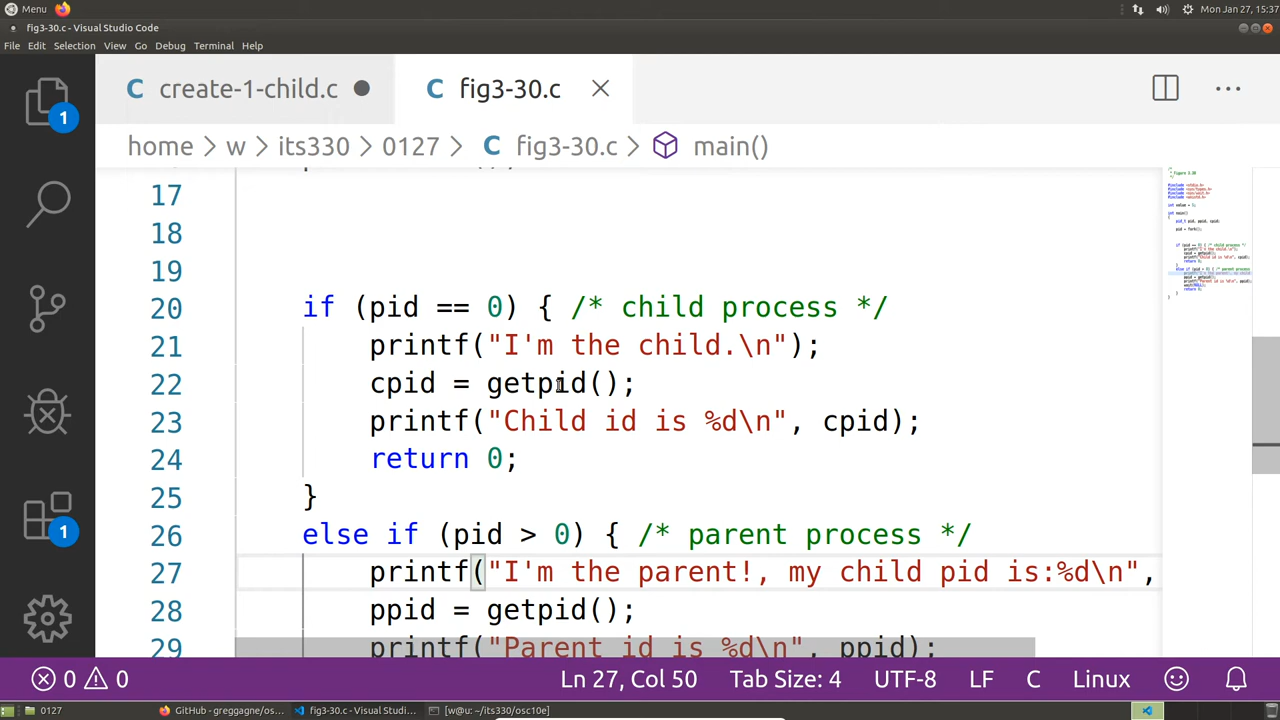 Menu
Mon Jan 27, 15:37
fig3-30.c - Visual Studio Code
File Edit Selection View Go Debug Terminal Help
1
C create-1-child.c
C fig3-30.c
home > w > its330 > 0127 > C fig3-30.c > main()
17
18
19
20 if (pid == 0) { /* child process */
21 printf("I'm the child.\n");
22 cpid = getpid();
23 printf("Child id is %d\n", cpid);
24 return 0;
25 }
26 else if (pid > 0) { /* parent process */
27 printf("I'm the parent!, my child pid is:%d\n",
28 ppid = getpid();
29 printf("Parent id is %d\n", ppid);
1
0 0
Ln 27, Col 50 Tab Size: 4 UTF-8 LF C Linux
0127
GitHub - greggagne/os...
fig3-30.c - Visual Studi...
[w@u: ~/its330/osc10e]